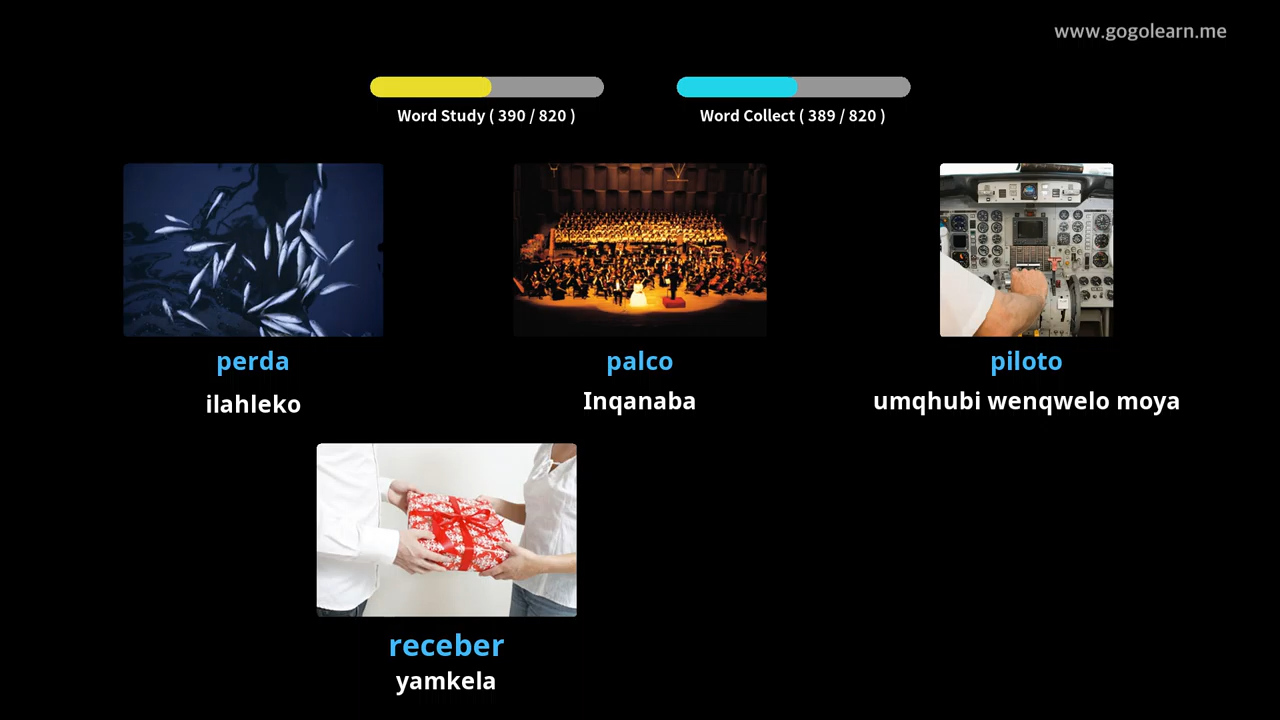 www.gogolearn.me
Word Study ( 390 / 820 )
Word Collect ( 389 / 820 )
perda
ilahleko
palco
Inqanaba
piloto
umqhubi wenqwelo moya
receber
yamkela